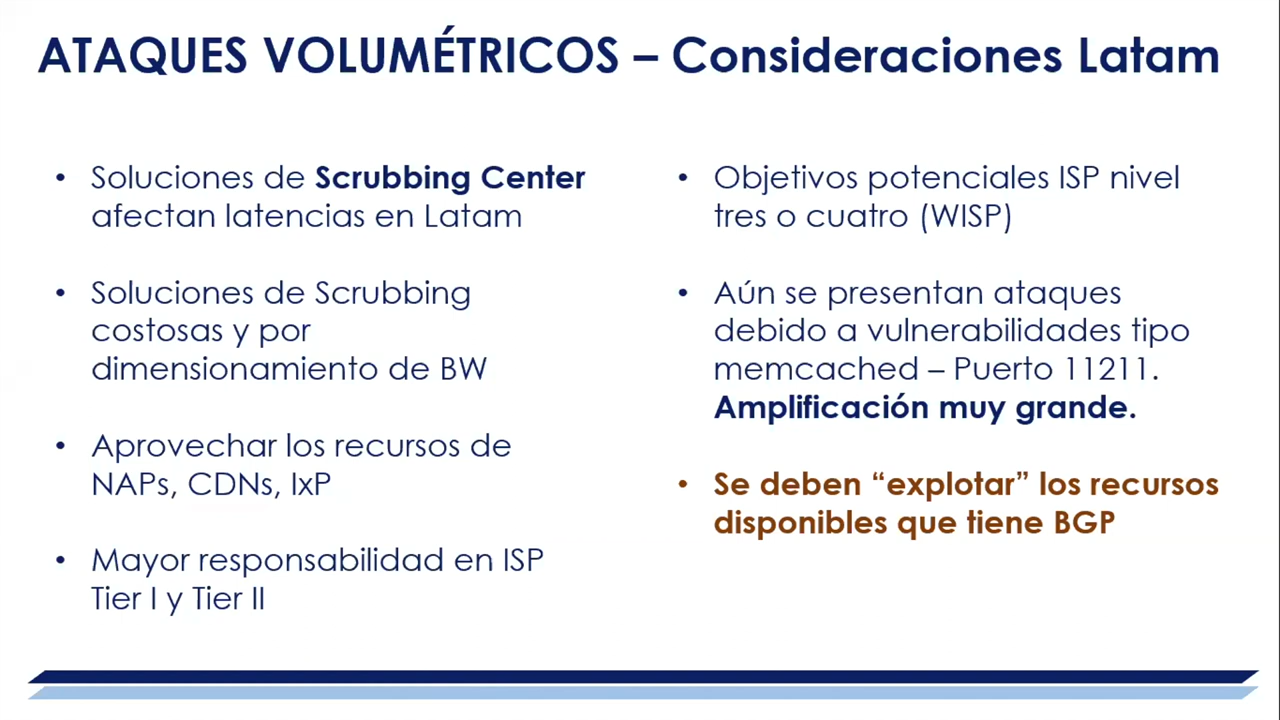 ATAQUES VOLUMÉTRICOS – Consideraciones Latam
• Soluciones de Scrubbing Center
afectan latencias en Latam
• Soluciones de Scrubbing
costosas y por
dimensionamiento de BW
• Aprovechar los recursos de
NAPs, CDNs, IxP
• Mayor responsabilidad en ISP
Tier I y Tier II
• Objetivos potenciales ISP nivel
tres o cuatro (WISP)
• Aún se presentan ataques
debido a vulnerabilidades tipo
memcached – Puerto 11211.
Amplificación muy grande.
• Se deben “explotar” los recursos
disponibles que tiene BGP